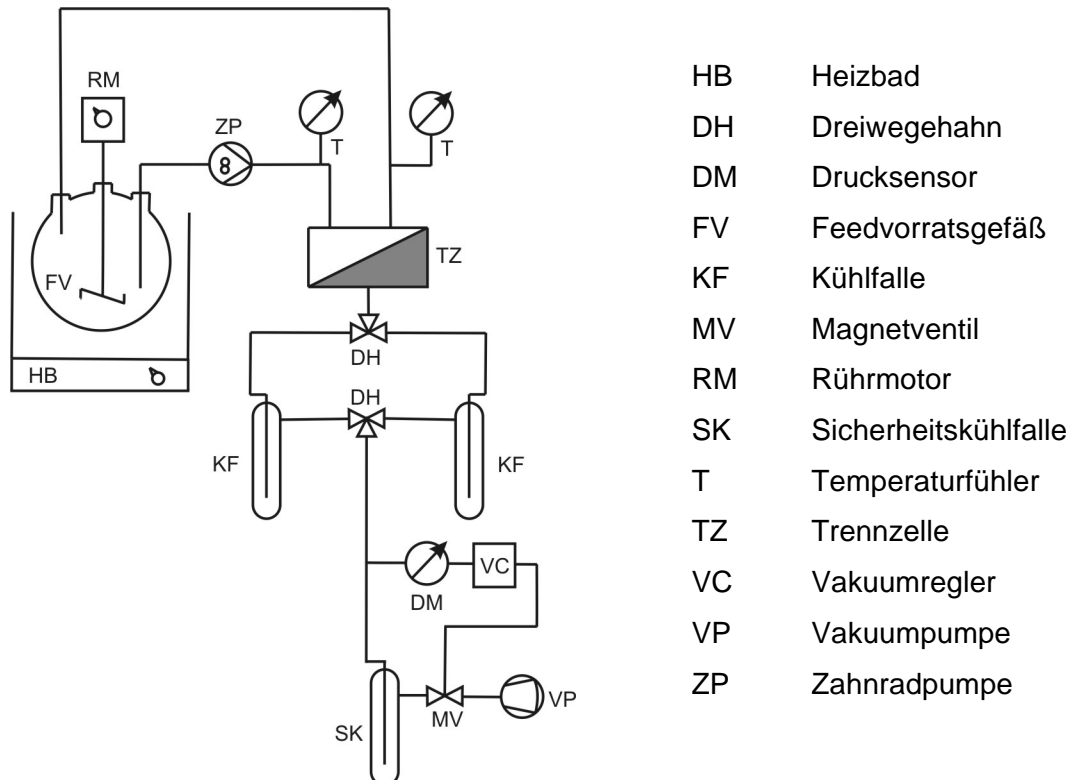 RM
ZP
T
T
TZ
FV
HB
DH
DH
KF
KF
DM
VC
MV
VP
SK
HB Heizbad
DH Dreiwegehahn
DM Drucksensor
FV Feedvorratsgefäß
KF Kühlfalle
MV Magnetventil
RM Rührmotor
SK Sicherheitskühlfalle
T Temperaturfühler
TZ Trennzelle
VC Vakuumregler
VP Vakuumpumpe
ZP Zahnradpumpe